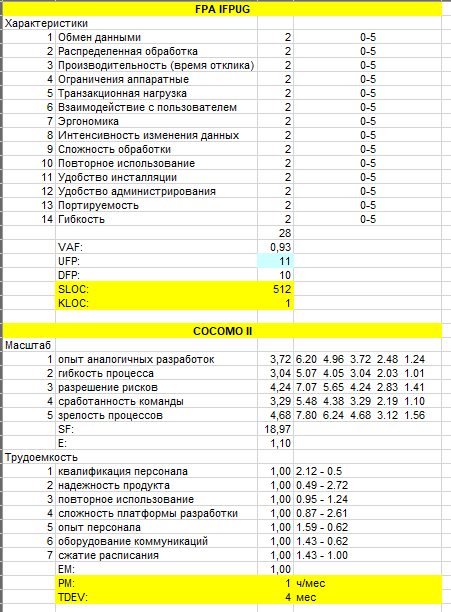 FPA IFPUG
Характеристики
1 Обмен данными 2 0-5
2 Распределенная обработка 2 0-5
3 Производительность (время отклика) 2 0-5
4 Ограничения аппаратные 2 0-5
5 Транзакционная нагрузка 2 0-5
6 Взаимодействие с пользователем 2 0-5
7 Эргономика 2 0-5
8 Интенсивность изменения данных 2 0-5
9 Сложность обработки 2 0-5
10 Повторное использование 2 0-5
11 Удобство инсталляции 2 0-5
12 Удобство администрирования 2 0-5
13 Портируемость 2 0-5
14 Гибкость 2 0-5
28
VAF: 0,93
UFP: 11
DFP: 10
SLOC: 512
KLOC: 1
COCOMO II
Масштаб
1 опыт аналогичных разработок 3,72 6.20 4.96 3.72 2.48 1.24
2 гибкость процесса 3,04 5.07 4.05 3.04 2.03 1.01
3 разрешение рисков 4,24 7.07 5.65 4.24 2.83 1.41
4 сработанность команды 3,29 5.48 4.38 3.29 2.19 1.10
5 зрелость процессов 4,68 7.80 6.24 4.68 3.12 1.56
SF: 18,97
E: 1,10
Трудоемкость
1 квалификация персонала 1,00 2.12 - 0.5
2 надежность продукта 1,00 0.49 - 2.72
3 повторное использование 1,00 0.95 - 1.24
4 сложность платформы разработки 1,00 0.87 - 2.61
5 опыт персонала 1,00 1.59 - 0.62
6 оборудование коммуникаций 1,00 1.43 - 0.62
7 сжатие расписания 1,00 1.43 - 1.00
EM: 1,00
PM: 1 ч/мес
TDEV: 4 мес